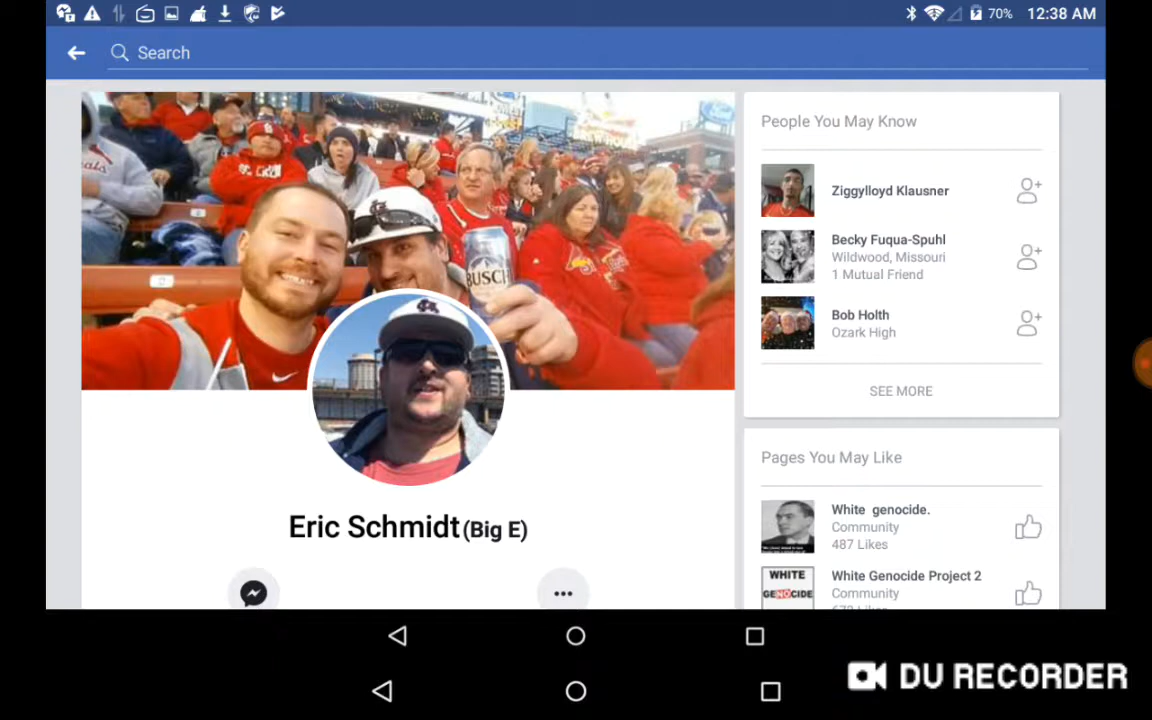 70% 12:38 AM
Search
BUSCH
Eric Schmidt (Big E)
People You May Know
Ziggylloyd Klausner
Becky Fuqua-Spuhl
Wildwood, Missouri
1 Mutual Friend
Bob Holth
Ozark High
SEE MORE
Pages You May Like
White genocide.
Community
487 Likes
WHITE
GENOCIDE
White Genocide Project 2
Community
DU RECORDER